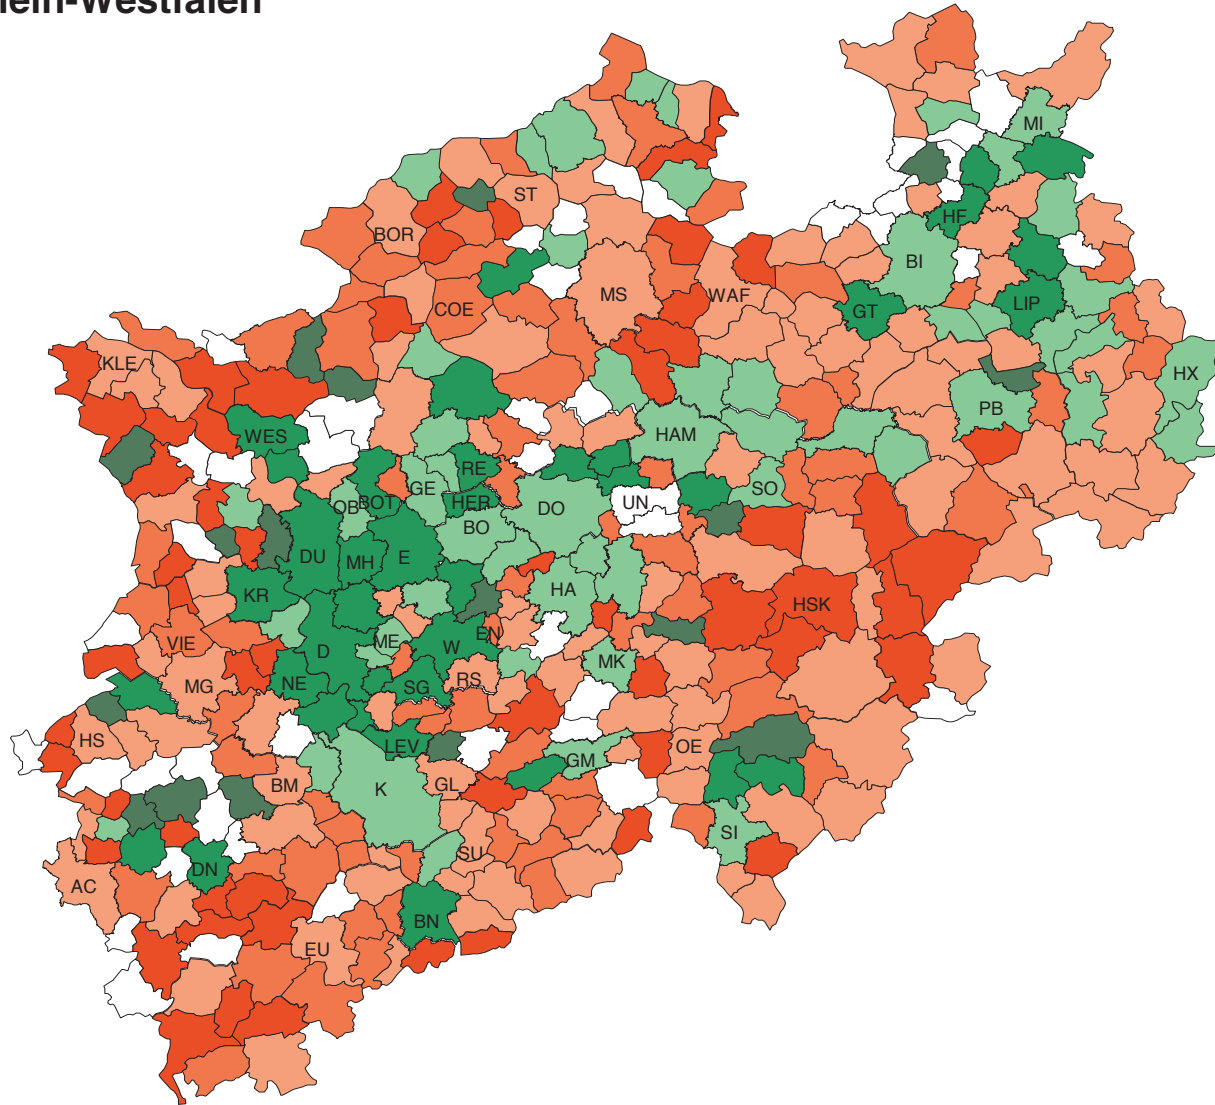 lein-Westfalen
MI
ST
HF
BOR
BI
MS
WAF
LIP
COE
GT
KLE
HX
PB
WES
HAM
RE
GE
SO
OB
BOT
HER
DO
UN
BO
DU
MH
E
HA
KR
HSK
EN
VIE
ME
W
D
MK
RS
NE
SG
MG
HS
LEV
OE
GM
BM
GL
K
SI
SU
DN
AC
BN
EU